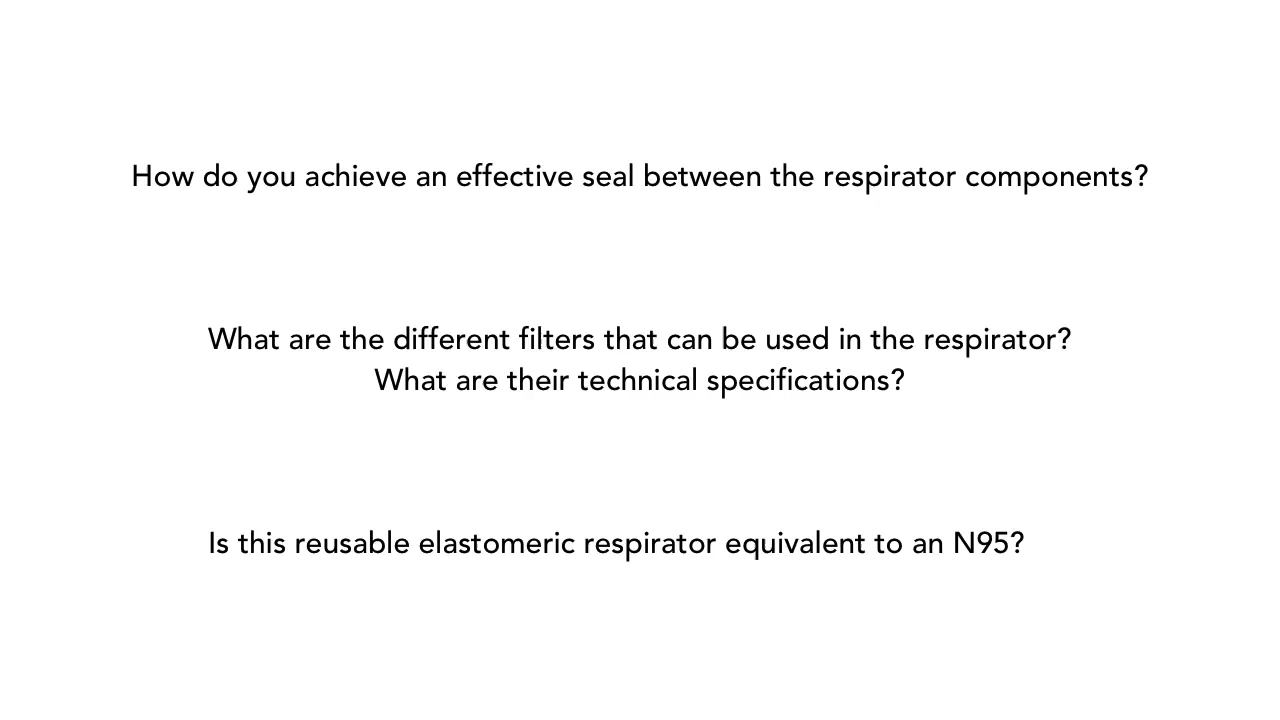 How do you achieve an effective seal between the respirator components?
What are the different filters that can be used in the respirator?
What are their technical specifications?
Is this reusable elastomeric respirator equivalent to an N95?